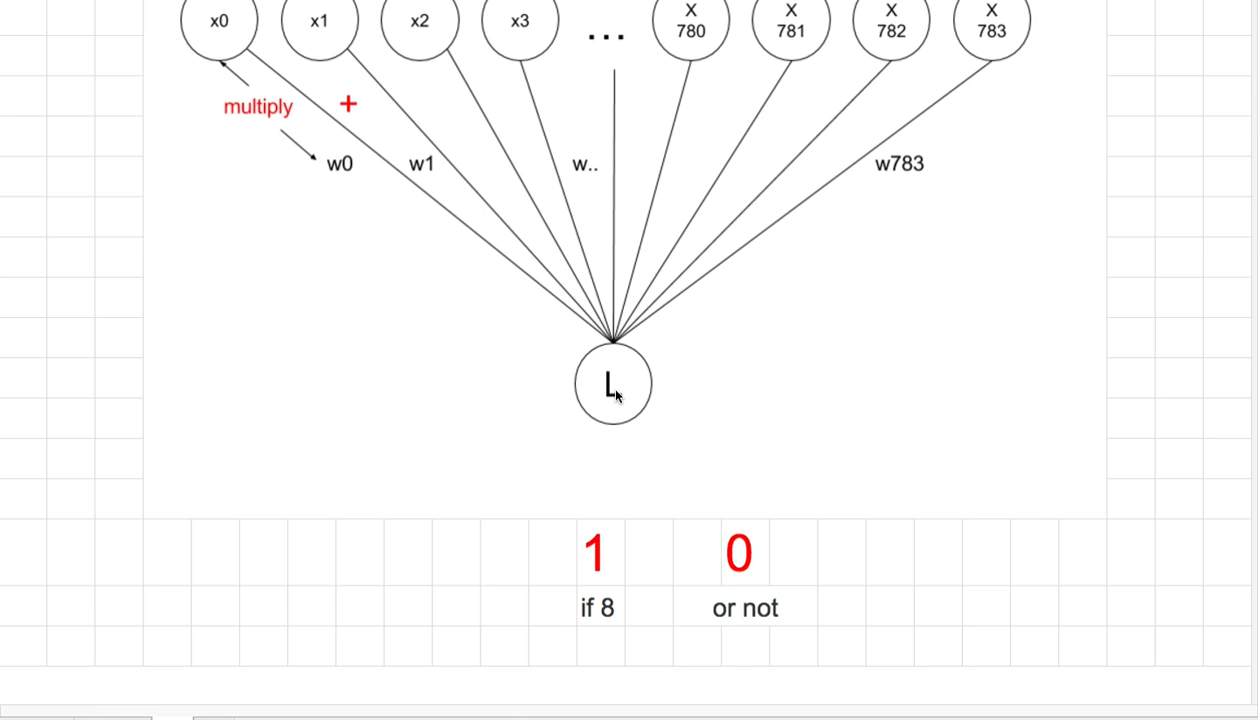 x0 x1 x2 x3 ... X 780 X 781 X 782 X 783
multiply +
w0 w1 w.. w783
L
1 0
if 8 or not